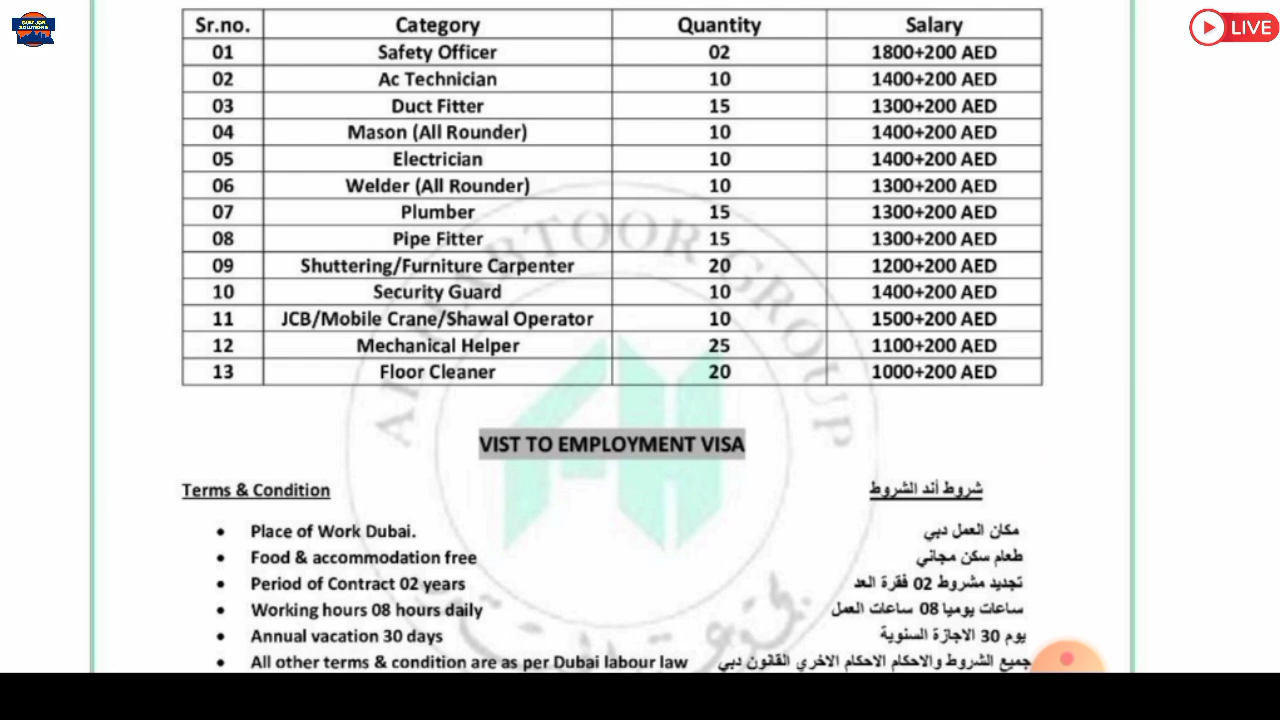 GULF JOB
SOLUTIONS
LIVE
Sr.no. Category Quantity Salary
01 Safety Officer 02 1800+200 AED
02 Ac Technician 10 1400+200 AED
03 Duct Fitter 15 1300+200 AED
04 Mason (All Rounder) 10 1400+200 AED
05 Electrician 10 1400+200 AED
06 Welder (All Rounder) 10 1300+200 AED
07 Plumber 15 1300+200 AED
08 Pipe Fitter 15 1300+200 AED
09 Shuttering/Furniture Carpenter 20 1200+200 AED
10 Security Guard 10 1400+200 AED
11 JCB/Mobile Crane/Shawal Operator 10 1500+200 AED
12 Mechanical Helper 25 1100+200 AED
13 Floor Cleaner 20 1000+200 AED
AL HABTOOR GROUP
VIST TO EMPLOYMENT VISA
Terms & Condition شروط أند الشروط
• Place of Work Dubai. مكان العمل دبي
• Food & accommodation free طعام سكن مجاني
• Period of Contract 02 years تجديد مشروط 02 فقرة العد
• Working hours 08 hours daily ساعات يوميا 08 ساعات العمل
• Annual vacation 30 days يوم 30 الاجازة السنوية
• All other terms & condition are as per Dubai labour law جميع الشروط والاحكام الاحكام الاخري القانون دبي